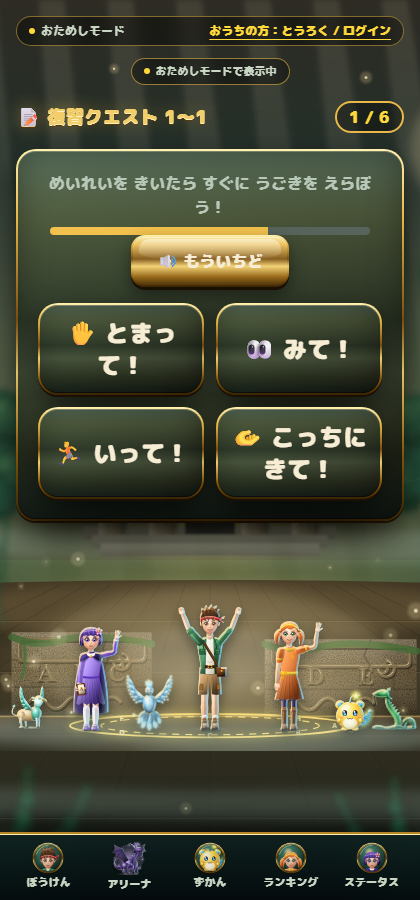 おためしモード
おうちの方：とうろく / ログイン
おためしモードで表示中
復習クエスト 1〜1
1 / 6
めいれいを きいたら すぐに うごきを えらぼ
う！
もういちど
とまっ
て！
みて！
いって！
こっちに
きて！
A
D E
ぼうけん
アリーナ
ずかん
ランキング
ステータス